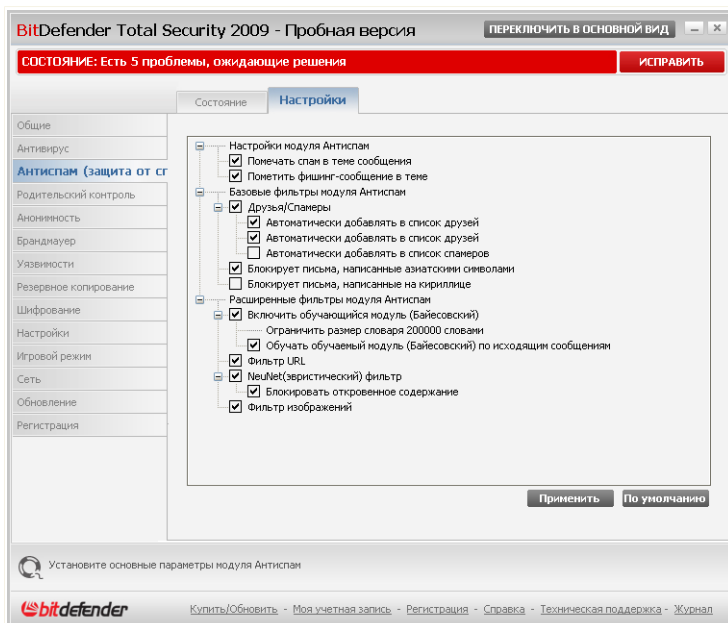 BitDefender Total Security 2009 - Пробная версия
ПЕРЕКЛЮЧИТЬ В ОСНОВНОЙ ВИД
СОСТОЯНИЕ: Есть 5 проблемы, ожидающие решения
ИСПРАВИТЬ
Состояние
Настройки
Общие
Антивирус
Антиспам (защита от сп
Родительский контроль
Анонимность
Брандмауер
Уязвимости
Резервное копирование
Шифрование
Настройки
Игровой режим
Сеть
Обновление
Регистрация
Настройки модуля Антиспам
Помечать спам в теме сообщения
Пометить фишинг-сообщение в теме
Базовые фильтры модуля Антиспам
Друзья/Спамеры
Автоматически добавлять в список друзей
Автоматически добавлять в список друзей
Автоматически добавлять в список спамеров
Блокирует письма, написанные азиатскими символами
Блокирует письма, написанные на кириллице
Расширенные фильтры модуля Антиспам
Включить обучающийся модуль (Байесовский)
Ограничить размер словаря 200000 словами
Обучать обучаемый модуль (Байесовский) по исходящим сообщениям
Фильтр URL
NeuNet(эвристический) фильтр
Блокировать откровенное содержание
Фильтр изображений
Применить
По умолчанию
Установите основные параметры модуля Антиспам
bitdefender
Купить/Обновить - Моя учетная запись - Регистрация - Справка - Техническая поддержка - Журнал